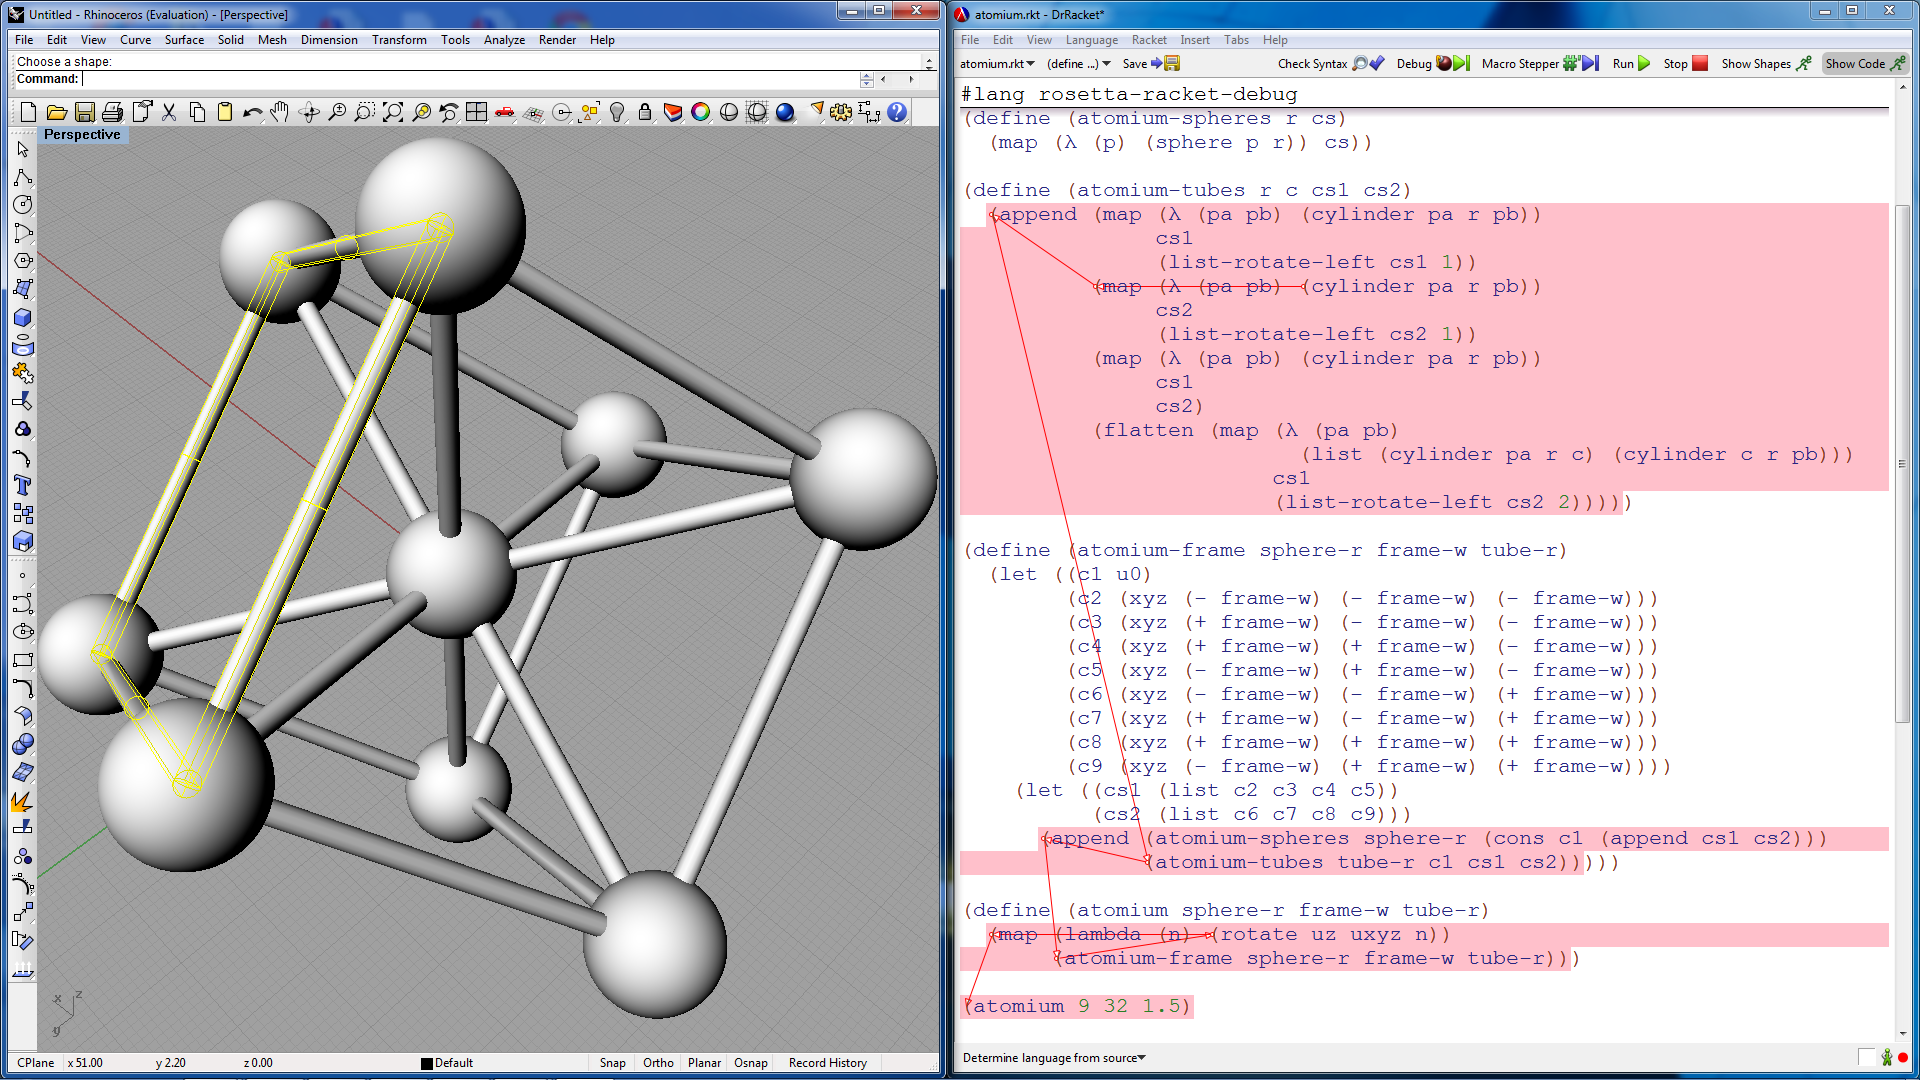 Untitled - Rhinoceros (Evaluation) - [Perspective]
File Edit View Curve Surface Solid Mesh Dimension Transform Tools Analyze Render Help
Choose a shape:
Command:
Perspective
z
x
y
CPlane x 51.00 y 2.20 z 0.00 Default Snap Ortho Planar Osnap Record History
atomium.rkt - DrRacket*
File Edit View Language Racket Insert Tabs Help
atomium.rkt (define ...) Save Check Syntax Debug Macro Stepper Run Stop Show Shapes Show Code
#lang rosetta-racket-debug
(define (atomium-spheres r cs)
(map (λ (p) (sphere p r)) cs))
(define (atomium-tubes r c cs1 cs2)
(append (map (λ (pa pb) (cylinder pa r pb))
cs1
(list-rotate-left cs1 1))
(map (λ (pa pb) (cylinder pa r pb))
cs2
(list-rotate-left cs2 1))
(map (λ (pa pb) (cylinder pa r pb))
cs1
cs2)
(flatten (map (λ (pa pb)
(list (cylinder pa r c) (cylinder c r pb)))
cs1
(list-rotate-left cs2 2)))))
(define (atomium-frame sphere-r frame-w tube-r)
(let ((c1 u0)
(c2 (xyz (- frame-w) (- frame-w) (- frame-w)))
(c3 (xyz (+ frame-w) (- frame-w) (- frame-w)))
(c4 (xyz (+ frame-w) (+ frame-w) (- frame-w)))
(c5 (xyz (- frame-w) (+ frame-w) (- frame-w)))
(c6 (xyz (- frame-w) (- frame-w) (+ frame-w)))
(c7 (xyz (+ frame-w) (- frame-w) (+ frame-w)))
(c8 (xyz (+ frame-w) (+ frame-w) (+ frame-w)))
(c9 (xyz (- frame-w) (+ frame-w) (+ frame-w))))
(let ((cs1 (list c2 c3 c4 c5))
(cs2 (list c6 c7 c8 c9)))
(append (atomium-spheres sphere-r (cons c1 (append cs1 cs2)))
(atomium-tubes tube-r c1 cs1 cs2)))))
(define (atomium sphere-r frame-w tube-r)
(map (lambda (n) (rotate uz uxyz n))
(atomium-frame sphere-r frame-w tube-r)))
(atomium 9 32 1.5)
Determine language from source